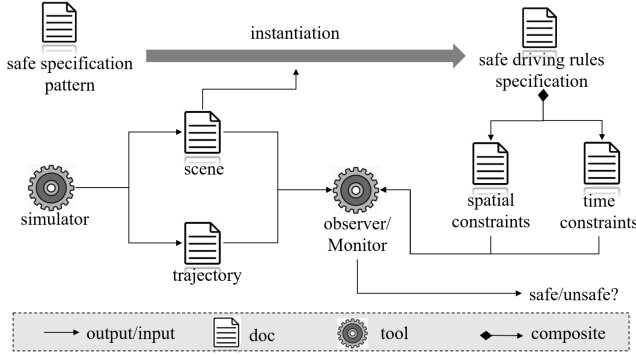 instantiation
safe specification
pattern
safe driving rules
specification
scene
simulator
trajectory
observer/
Monitor
spatial
constraints
time
constraints
safe/unsafe?
output/input
doc
tool
composite